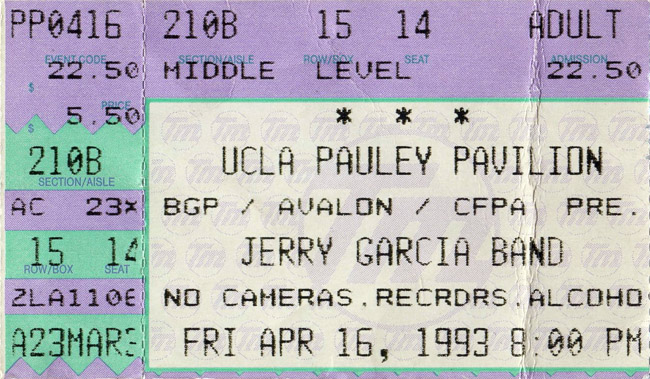 PP0416 210B 15 14 ADULT
EVENT CODE SECTION/AISLE ROW/BOX SEAT ADMISSION
$ 22.50 MIDDLE LEVEL 22.50
PRICE
$ 5.50 * * *
210B UCLA PAULEY PAVILION
SECTION/AISLE
AC 23X BGP / AVALON / CFPA PRE.
15 14 JERRY GARCIA BAND
ROW/BOX SEAT
ZLA110E NO CAMERAS.RECRDRS.ALCOHO
A23MAR3 FRI APR 16, 1993 8:00 PM